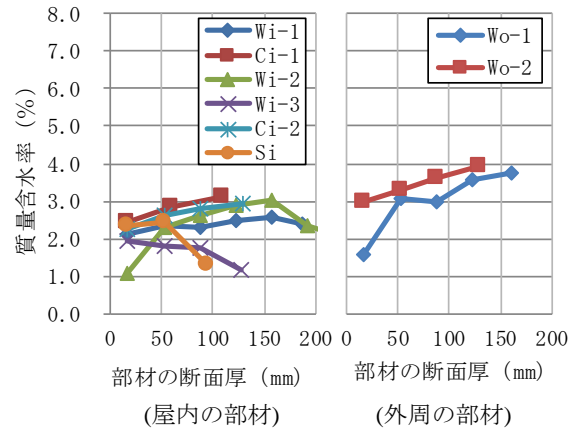 質量含水率 (%)
8.0
7.0
6.0
5.0
4.0
3.0
2.0
1.0
0.0
Wi-1
Ci-1
Wi-2
Wi-3
Ci-2
Si
0 50 100 150 200
部材の断面厚 (mm)
(屋内の部材)
Wo-1
Wo-2
0 50 100 150 200
部材の断面厚 (mm)
(外周の部材)